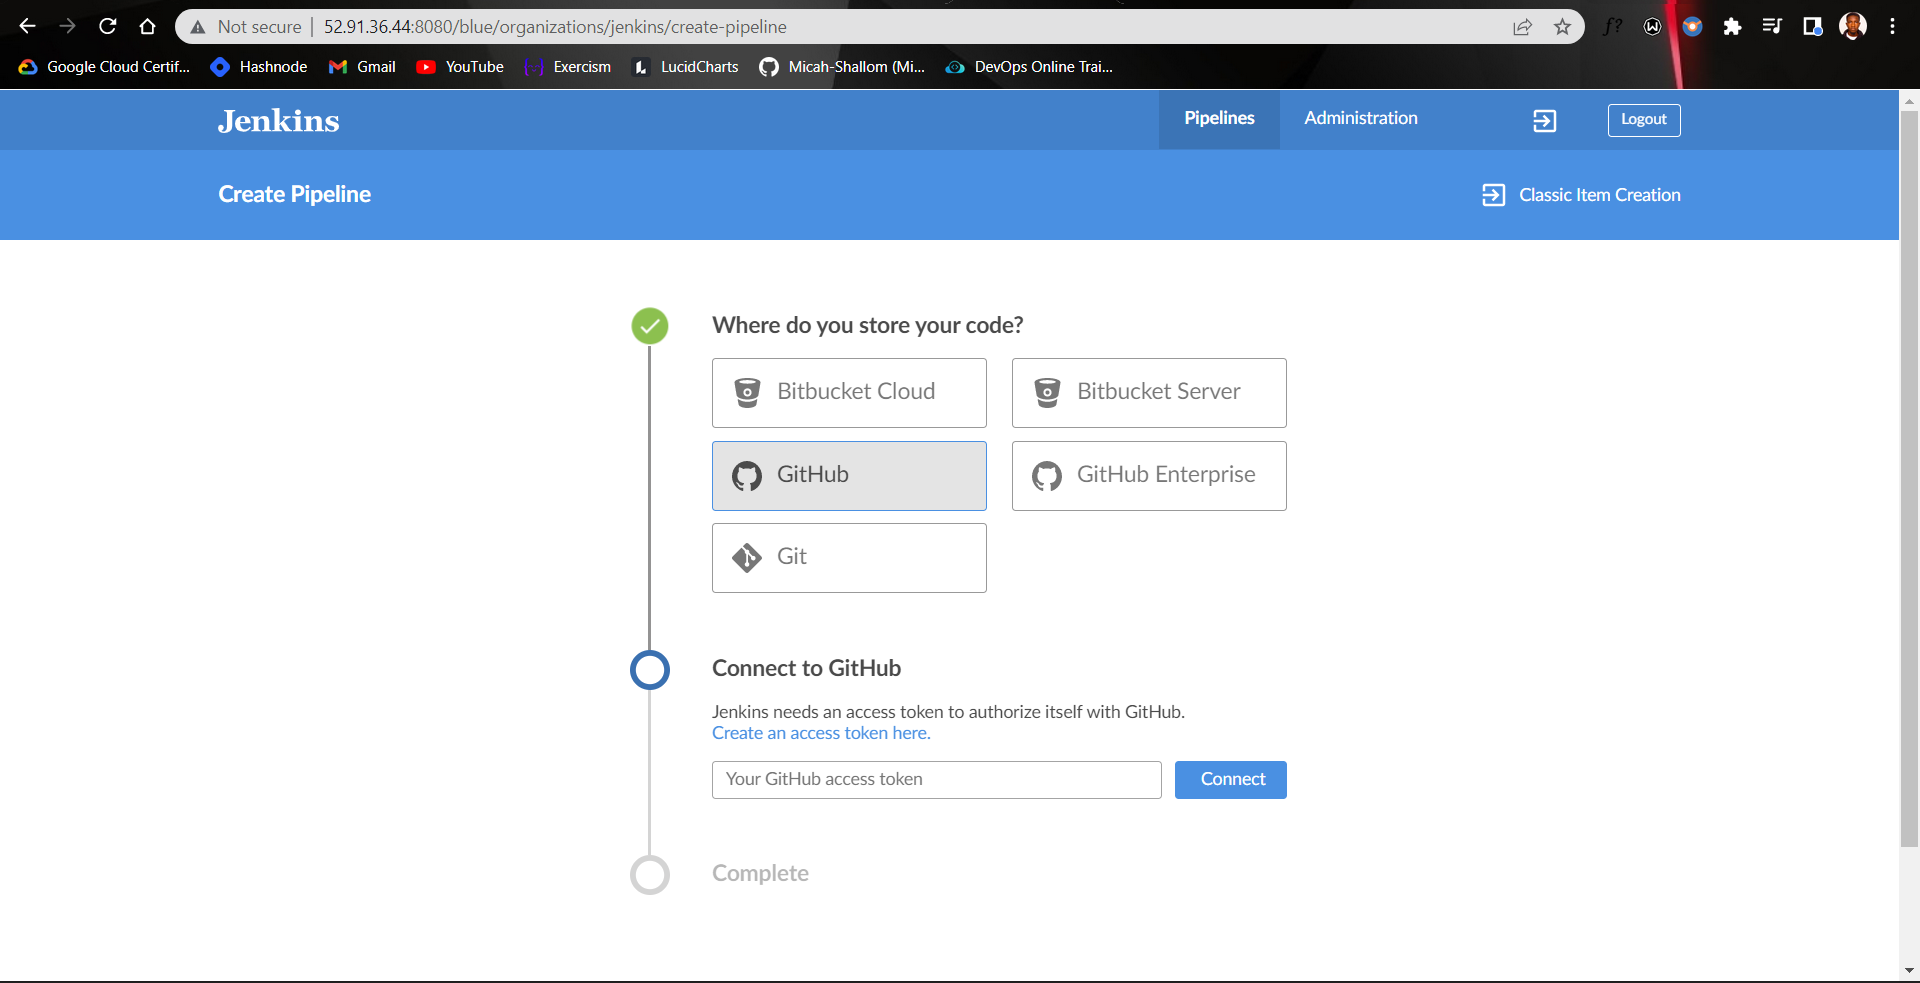 Not secure | 52.91.36.44:8080/blue/organizations/jenkins/create-pipeline
Google Cloud Certif... Hashnode Gmail YouTube Exercism LucidCharts Micah-Shallom (Mi... DevOps Online Trai...
Jenkins Pipelines Administration Logout
Create Pipeline Classic Item Creation
Where do you store your code?
Bitbucket Cloud Bitbucket Server
GitHub GitHub Enterprise
Git
Connect to GitHub
Jenkins needs an access token to authorize itself with GitHub.
Create an access token here.
Your GitHub access token Connect
Complete